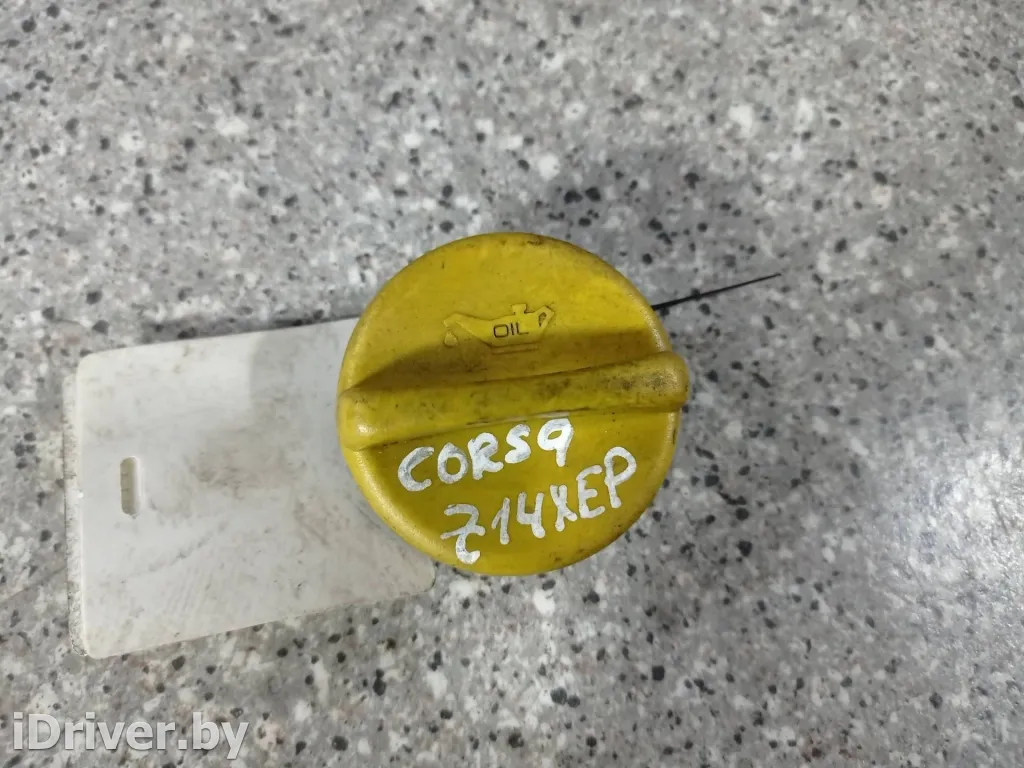 OIL
CORSA
Z14XEP
iDriver.by